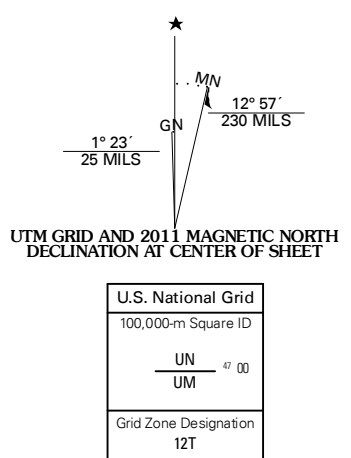 ★
MN
GN
12° 57´
230 MILS
1° 23´
25 MILS
UTM GRID AND 2011 MAGNETIC NORTH
DECLINATION AT CENTER OF SHEET
U.S. National Grid
100,000-m Square ID
UN
47 00
UM
Grid Zone Designation
12T